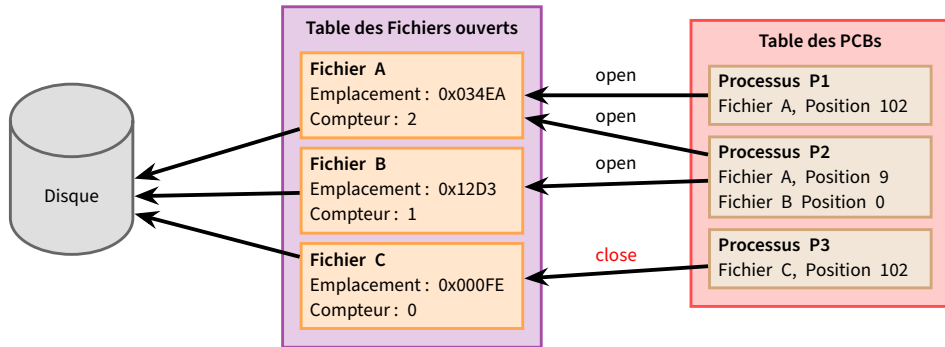 Table des Fichiers ouverts
Table des PCBs
Disque
Fichier A
Emplacement : 0x034EA
Compteur : 2
Fichier B
Emplacement : 0x12D3
Compteur : 1
Fichier C
Emplacement : 0x000FE
Compteur : 0
open
open
open
close
Processus P1
Fichier A, Position 102
Processus P2
Fichier A, Position 9
Fichier B Position 0
Processus P3
Fichier C, Position 102